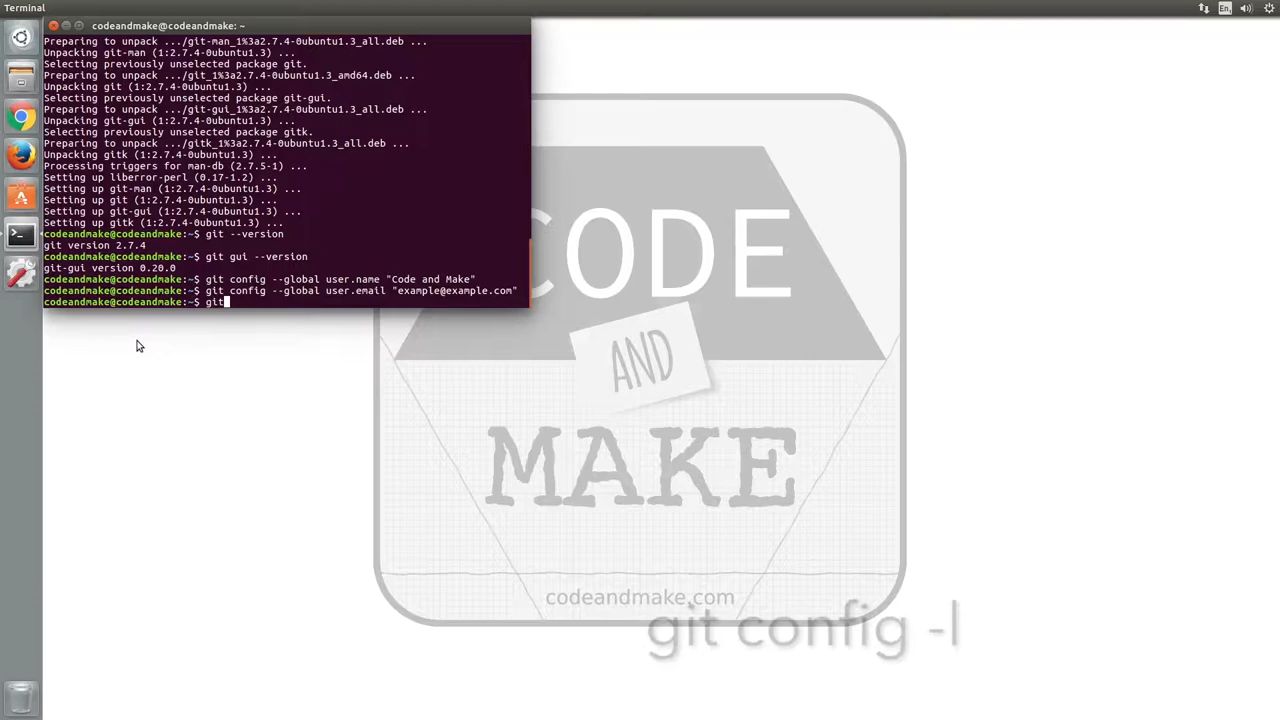 Terminal
En
codeandmake@codeandmake: ~
Preparing to unpack .../git-man_1%3a2.7.4-0ubuntu1.3_all.deb ...
Unpacking git-man (1:2.7.4-0ubuntu1.3) ...
Selecting previously unselected package git.
Preparing to unpack .../git_1%3a2.7.4-0ubuntu1.3_amd64.deb ...
Unpacking git (1:2.7.4-0ubuntu1.3) ...
Selecting previously unselected package git-gui.
Preparing to unpack .../git-gui_1%3a2.7.4-0ubuntu1.3_all.deb ...
Unpacking git-gui (1:2.7.4-0ubuntu1.3) ...
Selecting previously unselected package gitk.
Preparing to unpack .../gitk_1%3a2.7.4-0ubuntu1.3_all.deb ...
Unpacking gitk (1:2.7.4-0ubuntu1.3) ...
Processing triggers for man-db (2.7.5-1) ...
Setting up liberror-perl (0.17-1.2) ...
Setting up git-man (1:2.7.4-0ubuntu1.3) ...
Setting up git (1:2.7.4-0ubuntu1.3) ...
Setting up git-gui (1:2.7.4-0ubuntu1.3) ...
Setting up gitk (1:2.7.4-0ubuntu1.3) ...
codeandmake@codeandmake:~$ git --version
git version 2.7.4
codeandmake@codeandmake:~$ git gui --version
git-gui version 0.20.0
codeandmake@codeandmake:~$ git config --global user.name "Code and Make"
codeandmake@codeandmake:~$ git config --global user.email "example@example.com"
codeandmake@codeandmake:~$ git
CODE
AND
MAKE
codeandmake.com
git config -l